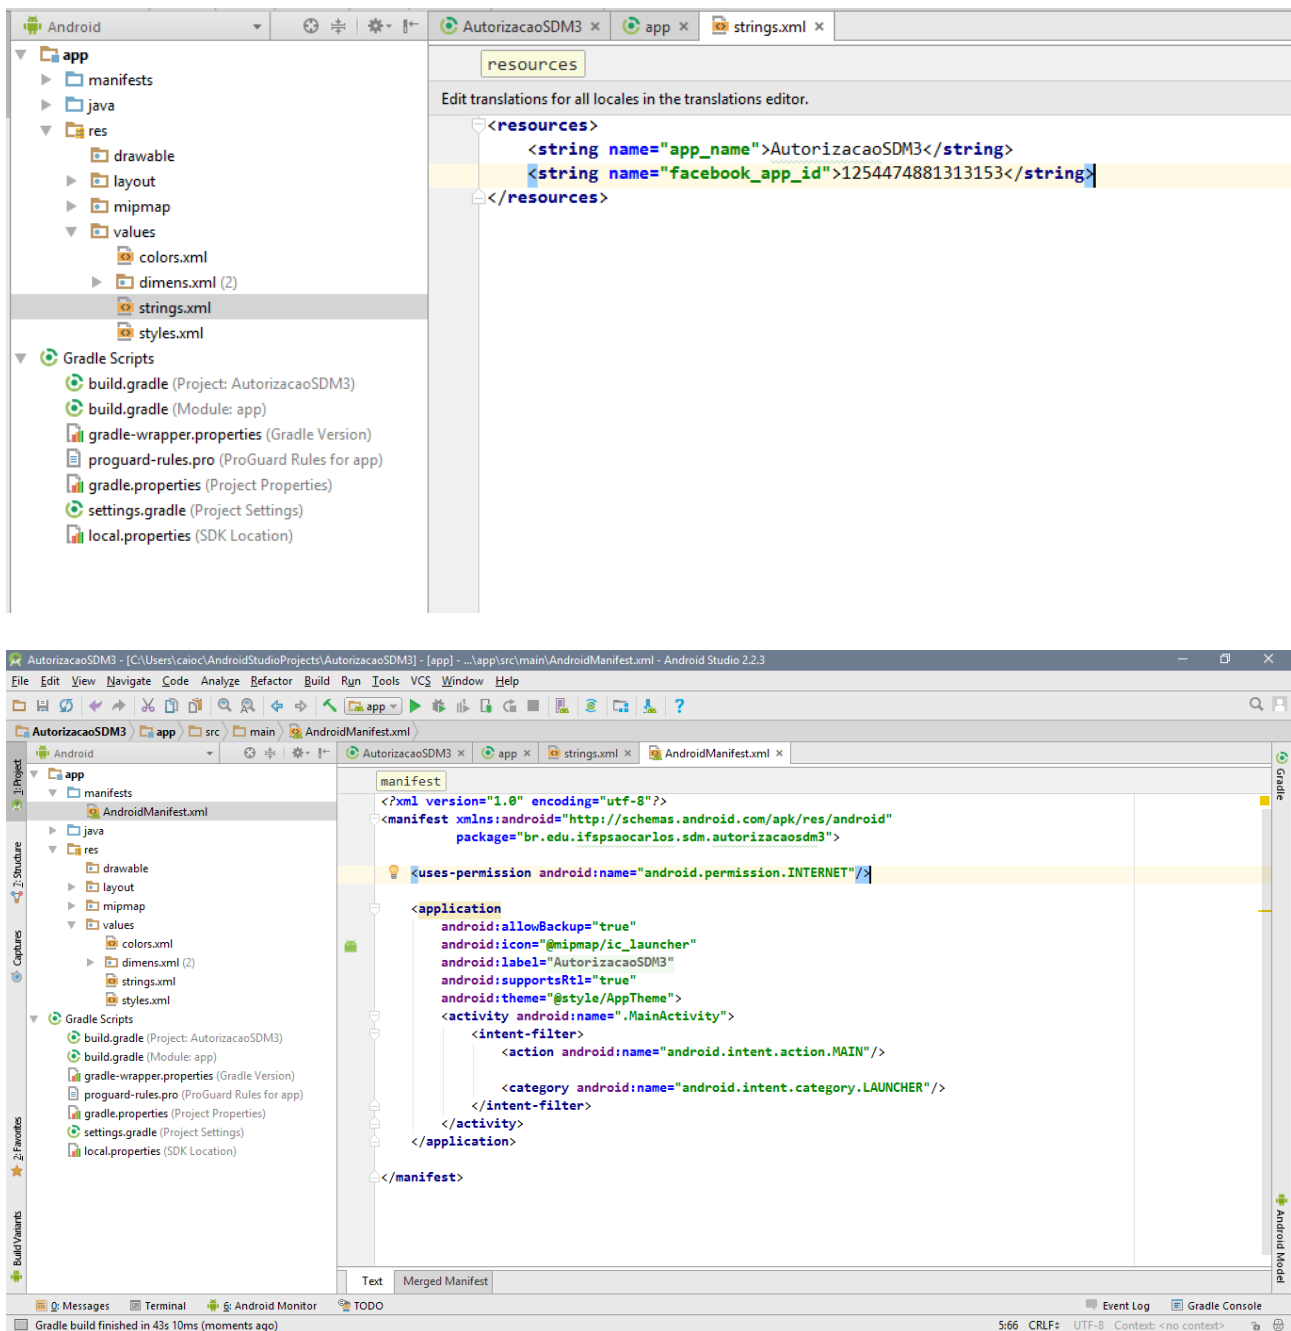 Android
AutorizacaoSDM3 ×
app ×
strings.xml ×
app
manifests
java
res
drawable
layout
mipmap
values
colors.xml
dimens.xml (2)
strings.xml
styles.xml
Gradle Scripts
build.gradle (Project: AutorizacaoSDM3)
build.gradle (Module: app)
gradle-wrapper.properties (Gradle Version)
proguard-rules.pro (ProGuard Rules for app)
gradle.properties (Project Properties)
settings.gradle (Project Settings)
local.properties (SDK Location)
resources
Edit translations for all locales in the translations editor.
<resources>
<string name="app_name">AutorizacaoSDM3</string>
<string name="facebook_app_id">1254474881313153</string>
</resources>
AutorizacaoSDM3 - [C:\Users\caioc\AndroidStudioProjects\AutorizacaoSDM3] - [app] - ...\app\src\main\AndroidManifest.xml - Android Studio 2.2.3
File Edit View Navigate Code Analyze Refactor Build Run Tools VCS Window Help
app
AutorizacaoSDM3 app src main AndroidManifest.xml
Android
AutorizacaoSDM3 ×
app ×
strings.xml ×
AndroidManifest.xml ×
1: Project
7: Structure
Captures
2: Favorites
Build Variants
app
manifests
AndroidManifest.xml
java
res
drawable
layout
mipmap
values
colors.xml
dimens.xml (2)
strings.xml
styles.xml
Gradle Scripts
build.gradle (Project: AutorizacaoSDM3)
build.gradle (Module: app)
gradle-wrapper.properties (Gradle Version)
proguard-rules.pro (ProGuard Rules for app)
gradle.properties (Project Properties)
settings.gradle (Project Settings)
local.properties (SDK Location)
manifest
<?xml version="1.0" encoding="utf-8"?>
<manifest xmlns:android="http://schemas.android.com/apk/res/android"
package="br.edu.ifspsaocarlos.sdm.autorizacaosdm3">
<uses-permission android:name="android.permission.INTERNET"/>
<application
android:allowBackup="true"
android:icon="@mipmap/ic_launcher"
android:label="AutorizacaoSDM3"
android:supportsRtl="true"
android:theme="@style/AppTheme">
<activity android:name=".MainActivity">
<intent-filter>
<action android:name="android.intent.action.MAIN"/>
<category android:name="android.intent.category.LAUNCHER"/>
</intent-filter>
</activity>
</application>
</manifest>
Gradle
Android Model
Text Merged Manifest
0: Messages Terminal 6: Android Monitor TODO
Event Log Gradle Console
Gradle build finished in 43s 10ms (moments ago)
5:66 CRLF÷ UTF-8 Context: <no context>